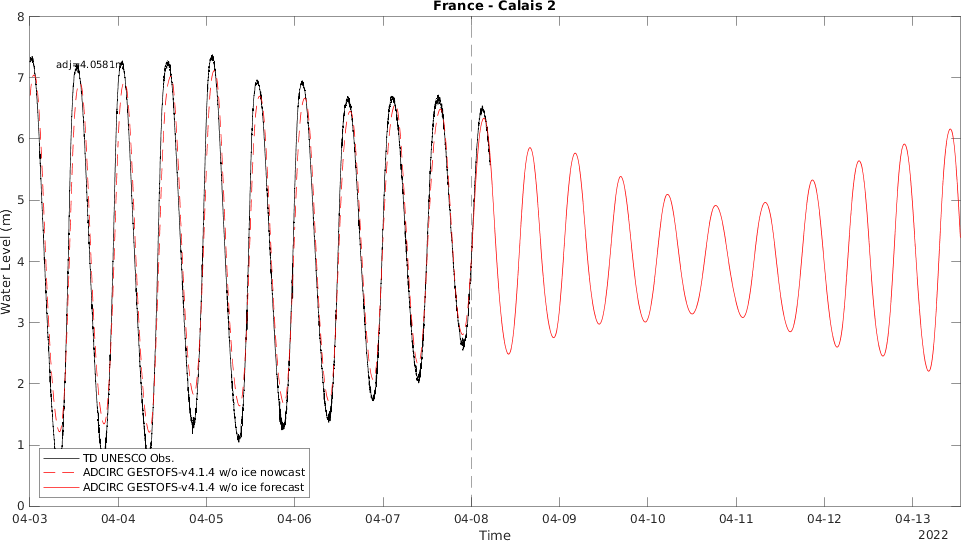 France - Calais 2
8
7
6
5
4
3
2
1
0
Water Level (m)
adj=4.0581m
TD UNESCO Obs.
ADCIRC GESTOFS-v4.1.4 w/o ice nowcast
ADCIRC GESTOFS-v4.1.4 w/o ice forecast
04-03 04-04 04-05 04-06 04-07 04-08 04-09 04-10 04-11 04-12 04-13
Time
2022